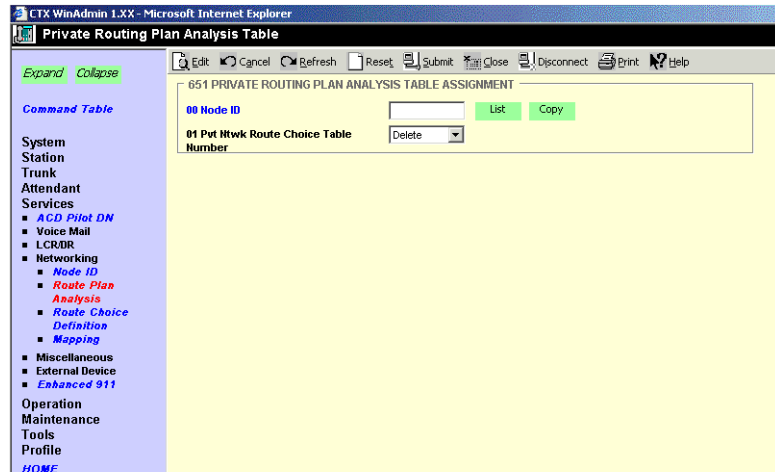 CTX WinAdmin 1.XX - Microsoft Internet Explorer
Private Routing Plan Analysis Table
Edit Cancel Refresh Reset Submit Close Disconnect Print Help
Expand Collapse
Command Table
System
Station
Trunk
Attendant
Services
ACD Pilot DN
Voice Mail
LCR/DR
Networking
Node ID
Route Plan
Analysis
Route Choice
Definition
Mapping
Miscellaneous
External Device
Enhanced 911
Operation
Maintenance
Tools
Profile
HOME
651 PRIVATE ROUTING PLAN ANALYSIS TABLE ASSIGNMENT
00 Node ID List Copy
01 Pvt Ntwk Route Choice Table Delete
Number